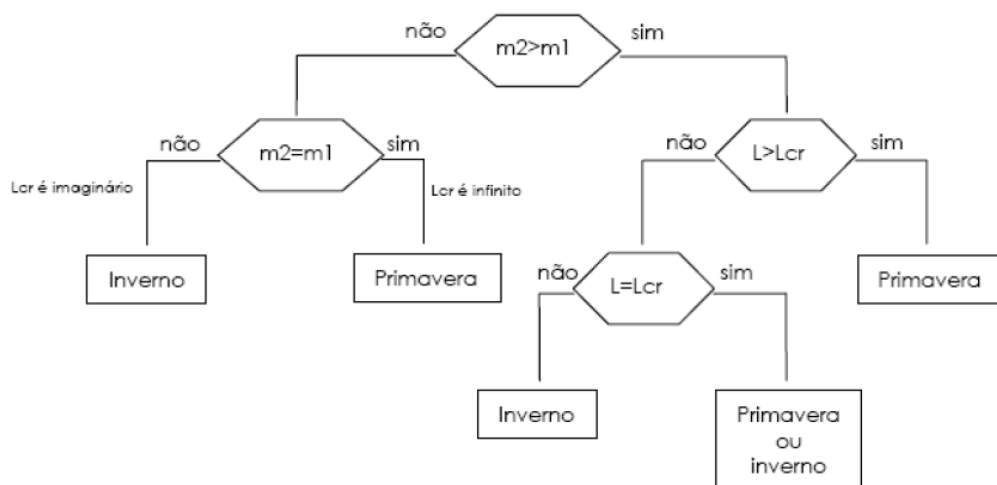 não
m2>m1
sim
não
m2=m1
sim
não
L>Lcr
sim
Lcr é imaginário
Lcr é infinito
Inverno
Primavera
não
L=Lcr
sim
Primavera
Inverno
Primavera
ou
inverno